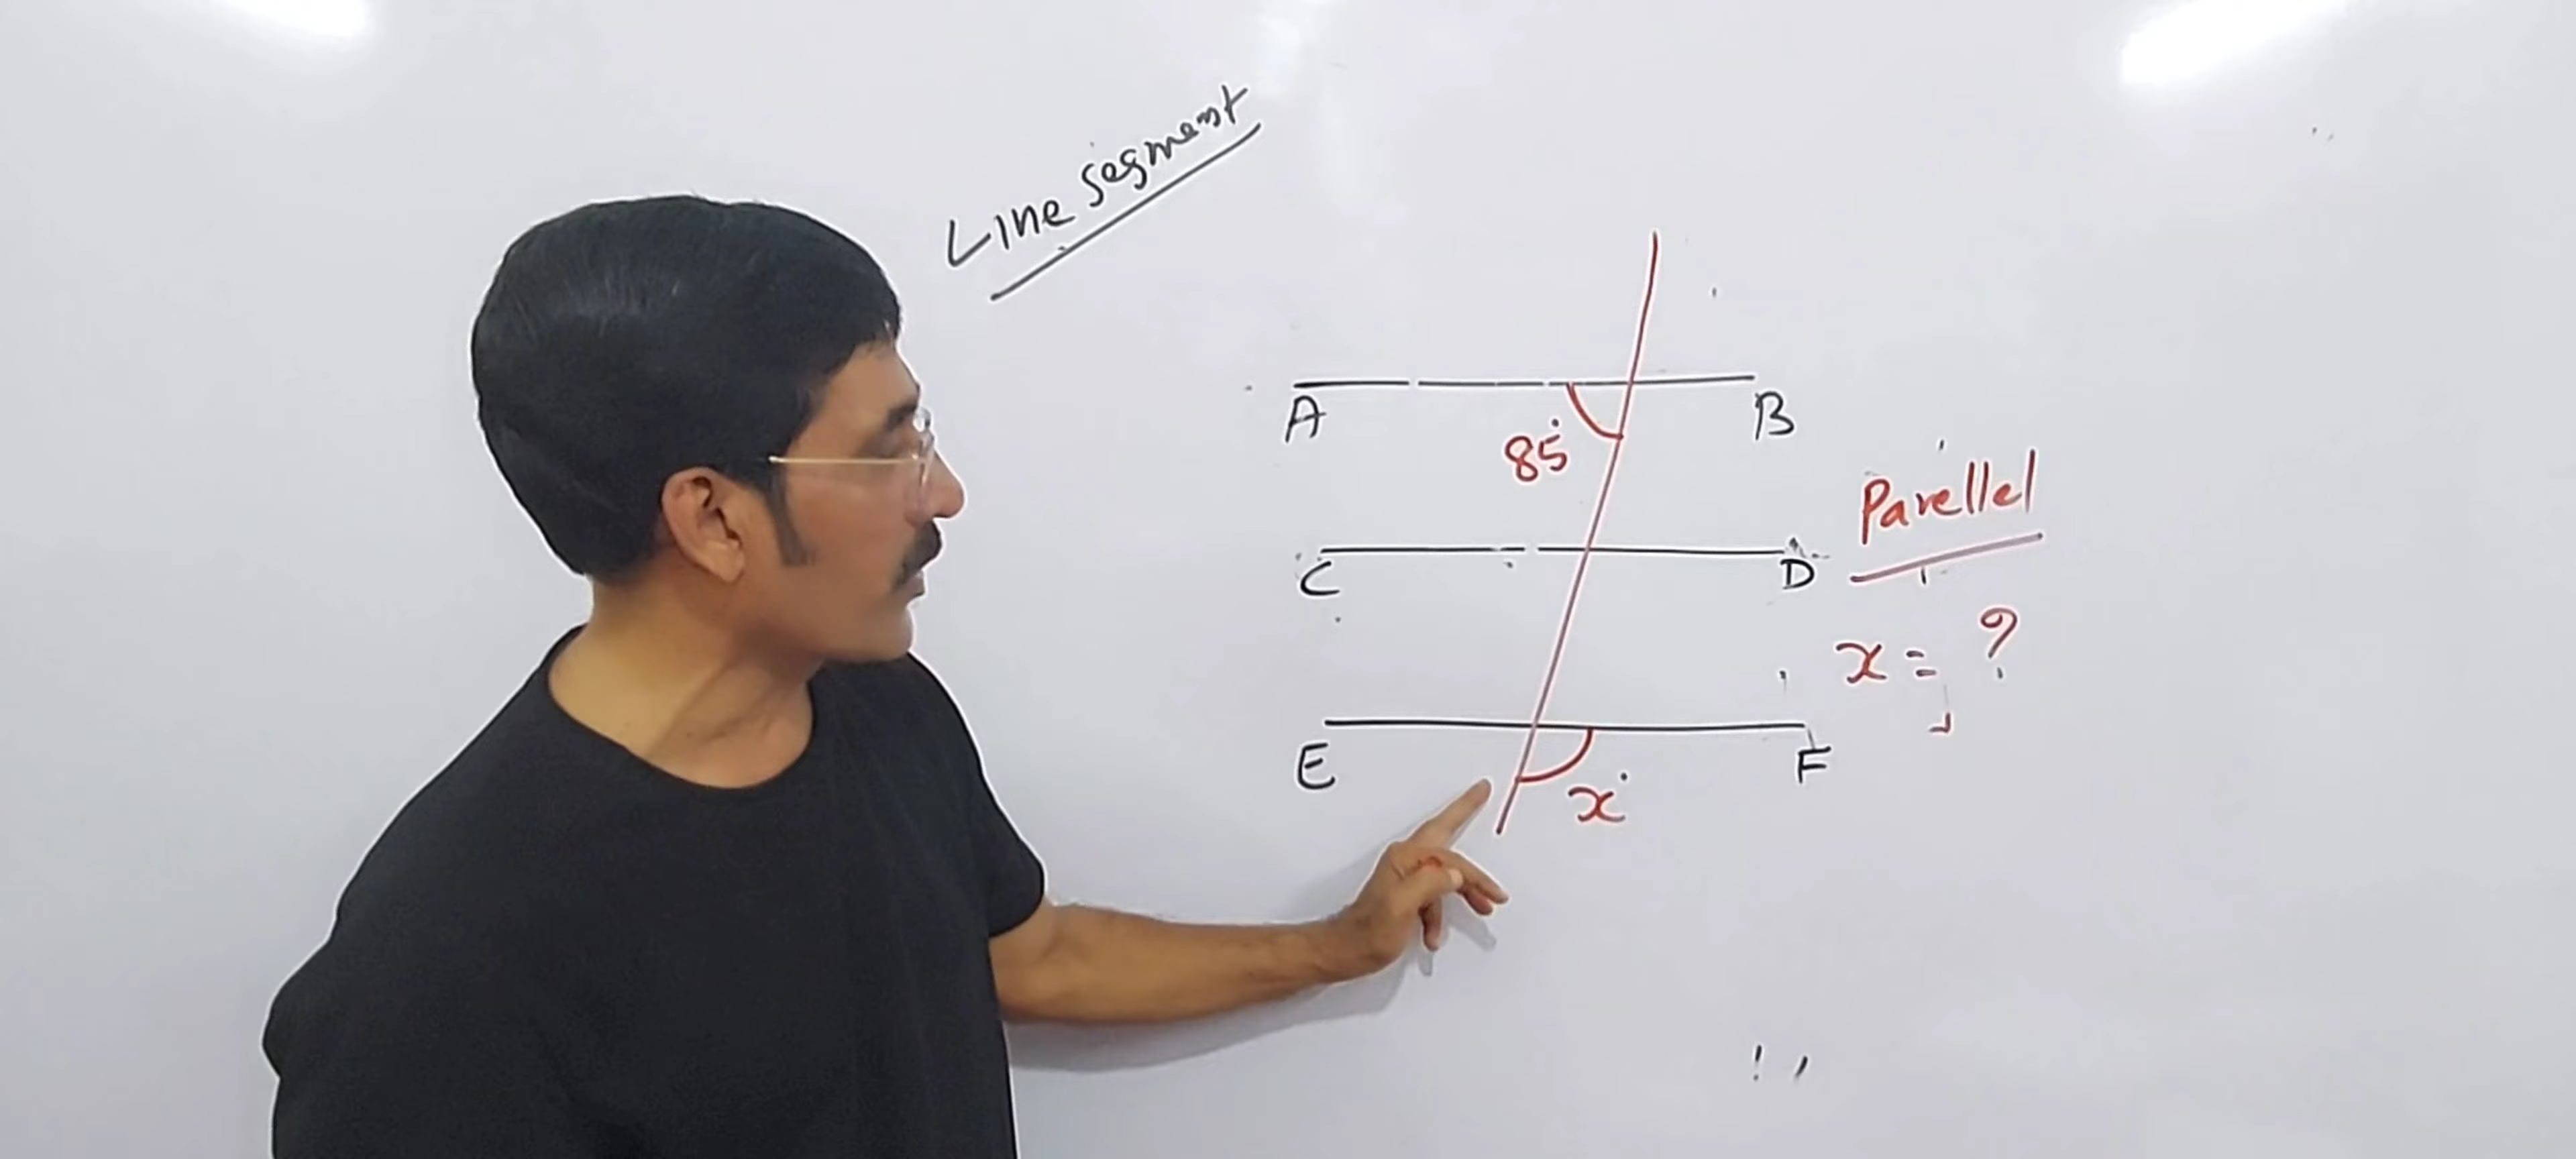 Line segment
A
B
85°
Parellel
C
D
x = ?
E
F
x°